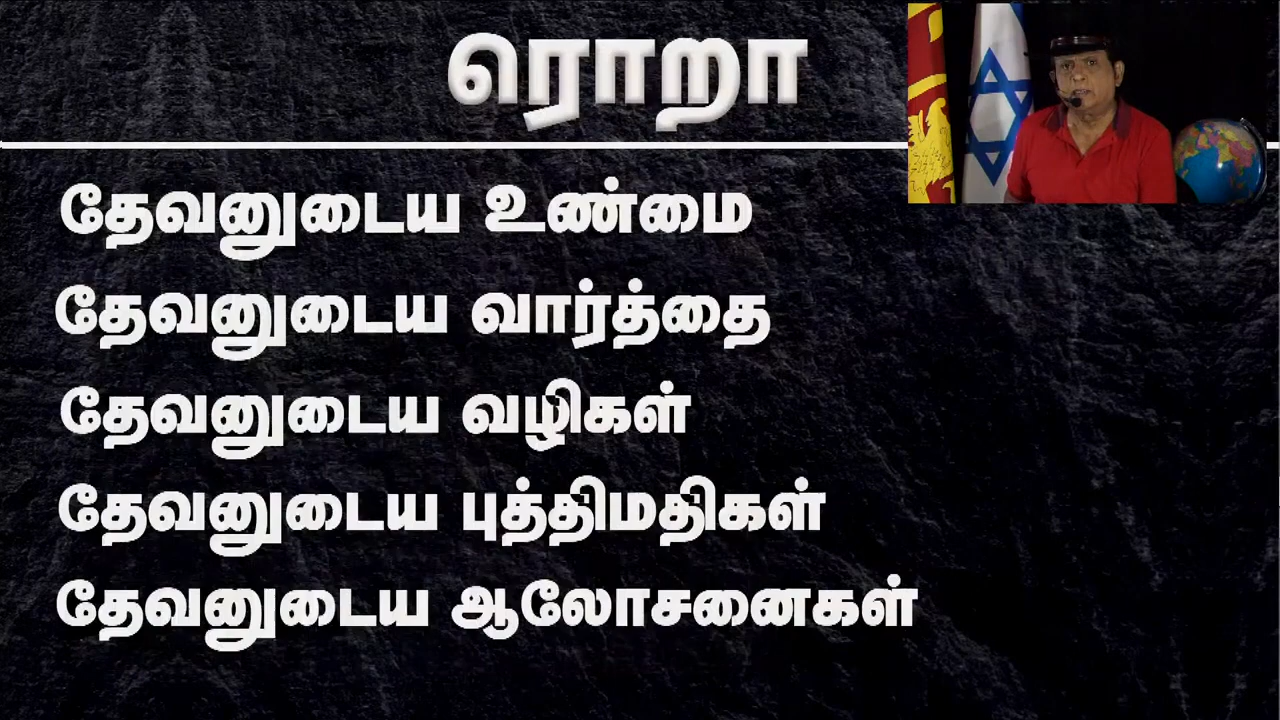 ரொறா
தேவனுடைய உண்மை
தேவனுடைய வார்த்தை
தேவனுடைய வழிகள்
தேவனுடைய புத்திமதிகள்
தேவனுடைய ஆலோசனைகள்